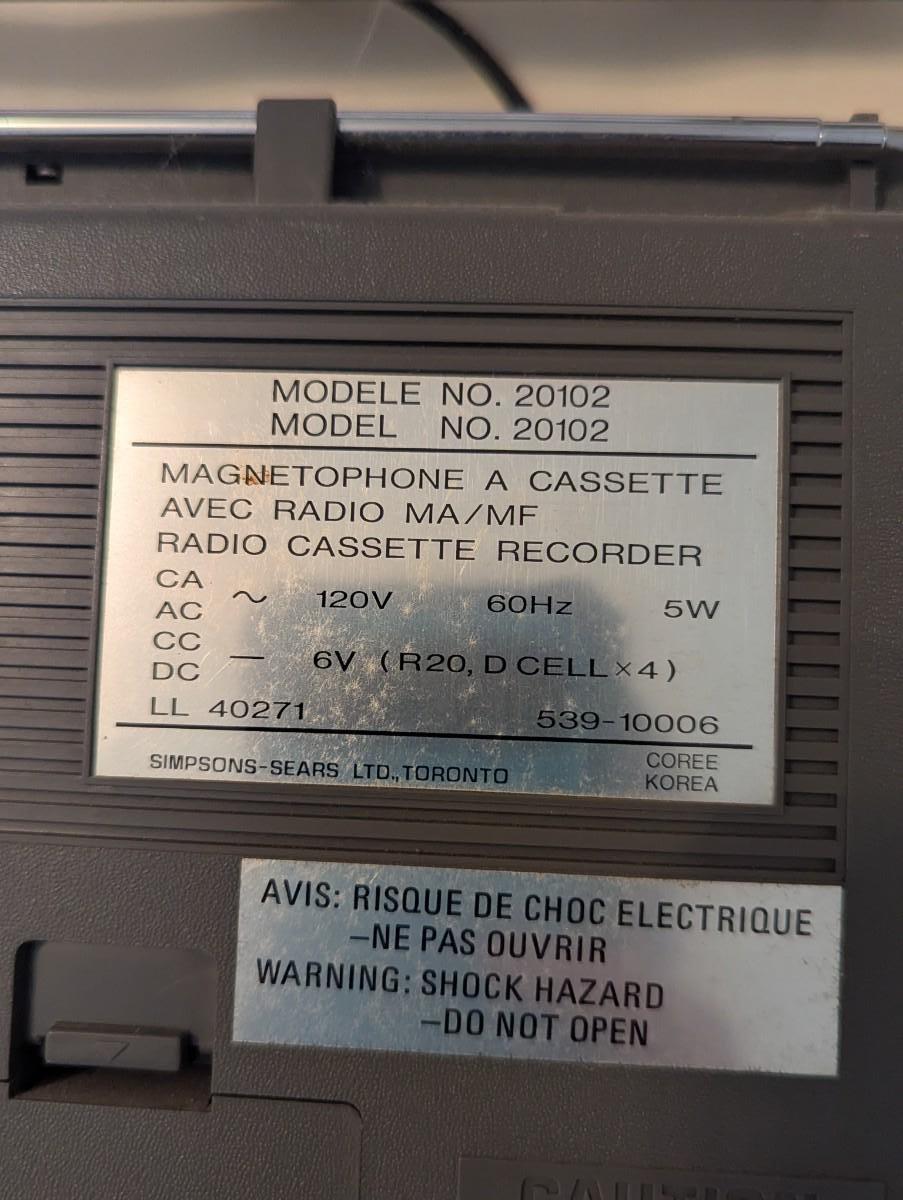 MODELE NO. 20102
MODEL NO. 20102
MAGNETOPHONE A CASSETTE
AVEC RADIO MA/MF
RADIO CASSETTE RECORDER
CA
AC ~ 120V 60Hz 5W
CC
DC — 6V (R20, D CELL×4)
LL 40271 539-10006
SIMPSONS-SEARS LTD., TORONTO
COREE
KOREA
AVIS: RISQUE DE CHOC ELECTRIQUE
–NE PAS OUVRIR
WARNING: SHOCK HAZARD
–DO NOT OPEN
CAUTION